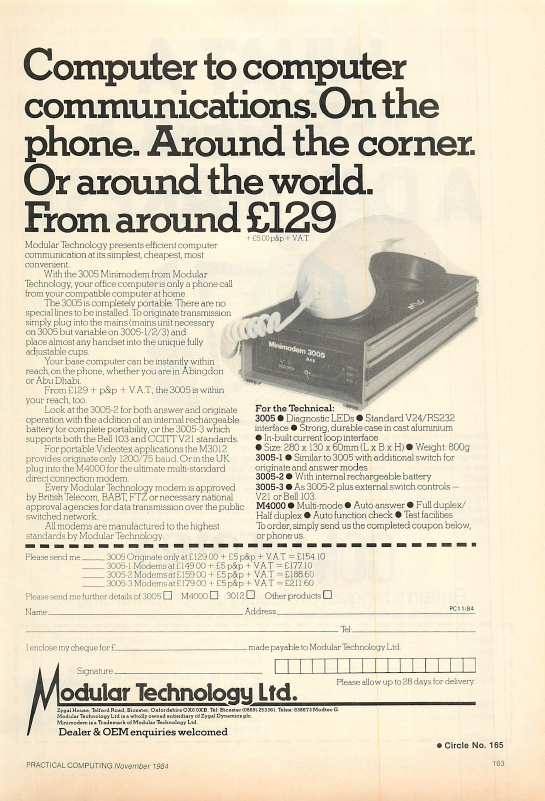 Computer to computer
communications. On the
phone. Around the corner.
Or around the world.
From around £129
+ £5.00 p&p + V.A.T
Modular Technology presents efficient computer
communication at its simplest, cheapest, most
convenient.
With the 3005 Minimodem from Modular
Technology, your office computer is only a phone call
from your compatible computer at home.
The 3005 is completely portable. There are no
special lines to be installed. To originate transmission
simply plug into the mains (mains unit necessary
on 3005 but variable on 3005-1/2/3) and
place almost any handset into the unique fully
adjustable cups.
Your base computer can be instantly within
reach, on the phone, whether you are in Abingdon
or Abu Dhabi.
From £129 + p&p + V.A.T., the 3005 is within
your reach, too.
Look at the 3005-2 for both answer and originate
operation with the addition of an internal rechargeable
battery for complete portability, or the 3005-3 which
supports both the Bell 103 and CCITT V21 standards.
For portable Videotex applications the M3012
provides originate only 1200/75 baud. Or in the UK
plug into the M4000 for the ultimate multi-standard
direct connection modem.
Every Modular Technology modem is approved
by British Telecom, BABT, FTZ or necessary national
approval agencies for data transmission over the public
switched network.
All modems are manufactured to the highest
standards by Modular Technology.
Minimodem 3005
For the Technical:
3005 ● Diagnostic LEDs ● Standard V24/RS232
interface ● Strong, durable case in cast aluminium
● In-built current loop interface
● Size: 280 x 130 x 60mm (L x B x H) ● Weight: 800g
3005-1 ● Similar to 3005 with additional switch for
originate and answer modes
3005-2 ● With internal rechargeable battery
3005-3 ● As 3005-2 plus external switch controls —
V21 or Bell 103.
M4000 ● Multi-mode ● Auto answer ● Full duplex/
Half duplex ● Auto function check ● Test facilities
To order, simply send us the completed coupon below,
or phone us.
Please send me 3005 Originate only at £129.00 + £5 p&p + V.A.T = £154.10
3005-1 Modems at £149.00 + £5 p&p + V.A.T = £177.10
3005-2 Modems at £159.00 + £5 p&p + V.A.T = £188.60
3005-3 Modems at £179.00 + £5 p&p + V.A.T = £211.60
Please send me further details of 3005 □ M4000 □ 3012 □ Other products □
PC11/84
Name Address
Tel:
I enclose my cheque for £ made payable to Modular Technology Ltd.
Signature
Please allow up to 28 days for delivery.
Modular Technology Ltd.
Zygal House, Telford Road, Bicester, Oxfordshire OX6 0XB. Tel: Bicester (0869) 253361. Telex: 838873 Modtec G.
Modular Technology Ltd is a wholly owned subsidiary of Zygal Dynamics plc.
Minimodem is a Trademark of Modular Technology Ltd.
Dealer & OEM enquiries welcomed
● Circle No. 165
PRACTICAL COMPUTING November 1984
163